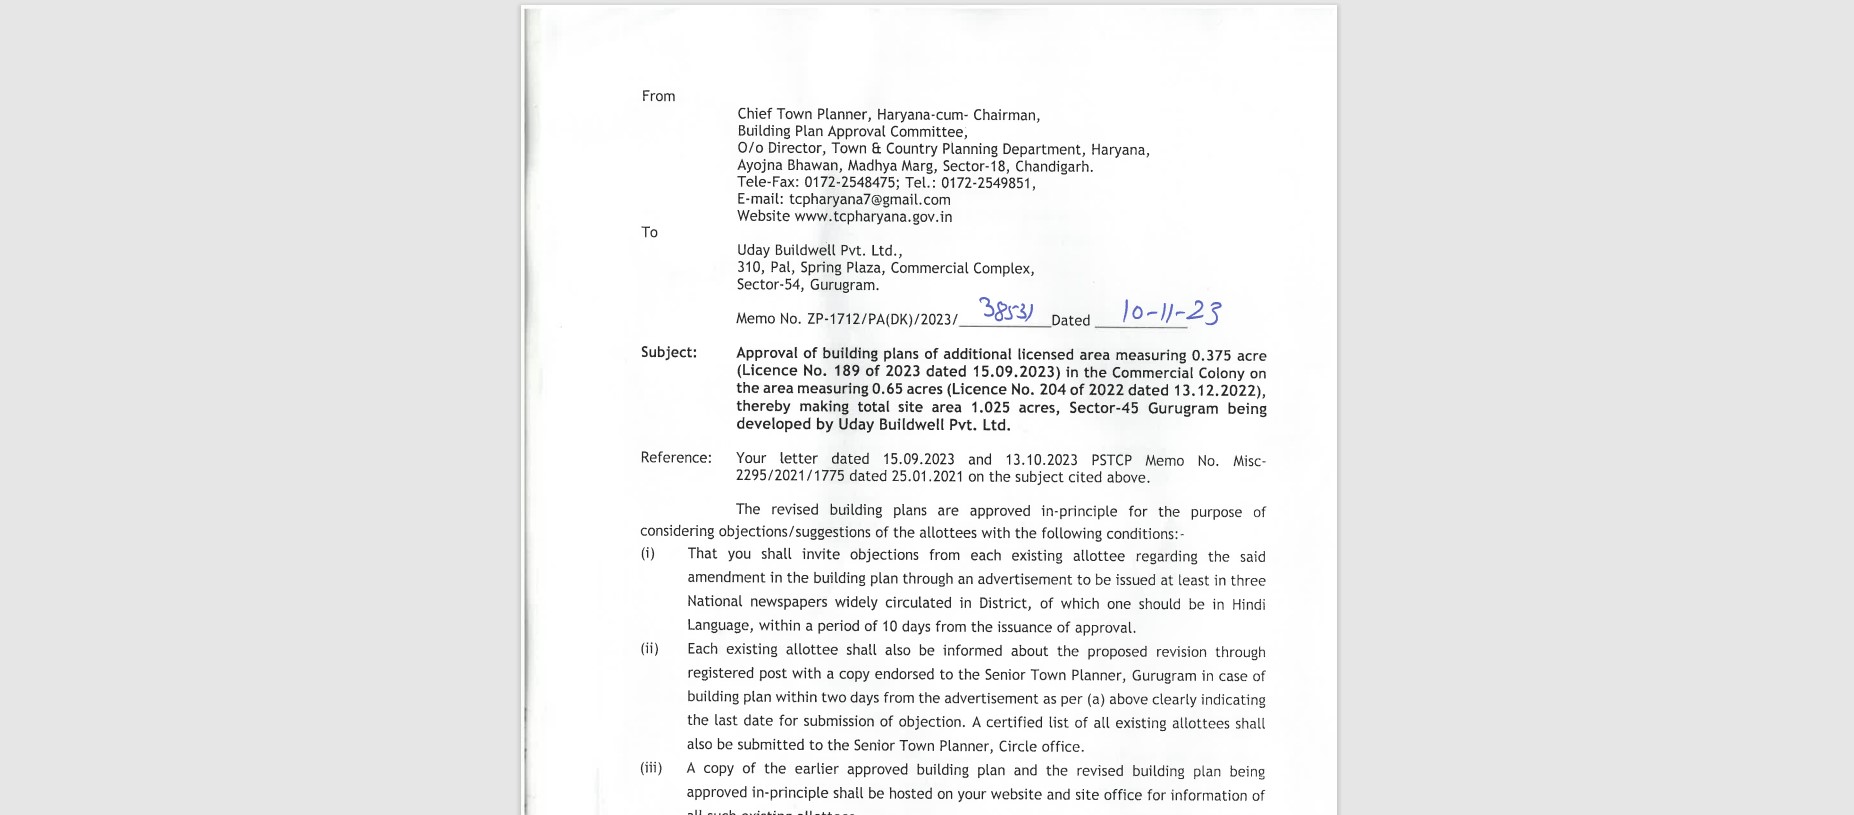 From
Chief Town Planner, Haryana-cum- Chairman,
Building Plan Approval Committee,
O/o Director, Town & Country Planning Department, Haryana,
Ayojna Bhawan, Madhya Marg, Sector-18, Chandigarh.
Tele-Fax: 0172-2548475; Tel.: 0172-2549851,
E-mail: tcpharyana7@gmail.com
Website www.tcpharyana.gov.in
To
Uday Buildwell Pvt. Ltd.,
310, Pal, Spring Plaza, Commercial Complex,
Sector-54, Gurugram.
Memo No. ZP-1712/PA(DK)/2023/ 38531 Dated 10-11-23
Subject: Approval of building plans of additional licensed area measuring 0.375 acre
(Licence No. 189 of 2023 dated 15.09.2023) in the Commercial Colony on
the area measuring 0.65 acres (Licence No. 204 of 2022 dated 13.12.2022),
thereby making total site area 1.025 acres, Sector-45 Gurugram being
developed by Uday Buildwell Pvt. Ltd.
Reference: Your letter dated 15.09.2023 and 13.10.2023 PSTCP Memo No. Misc-
2295/2021/1775 dated 25.01.2021 on the subject cited above.
The revised building plans are approved in-principle for the purpose of
considering objections/suggestions of the allottees with the following conditions:-
(i) That you shall invite objections from each existing allottee regarding the said
amendment in the building plan through an advertisement to be issued at least in three
National newspapers widely circulated in District, of which one should be in Hindi
Language, within a period of 10 days from the issuance of approval.
(ii) Each existing allottee shall also be informed about the proposed revision through
registered post with a copy endorsed to the Senior Town Planner, Gurugram in case of
building plan within two days from the advertisement as per (a) above clearly indicating
the last date for submission of objection. A certified list of all existing allottees shall
also be submitted to the Senior Town Planner, Circle office.
(iii) A copy of the earlier approved building plan and the revised building plan being
approved in-principle shall be hosted on your website and site office for information of
all such existing allottees